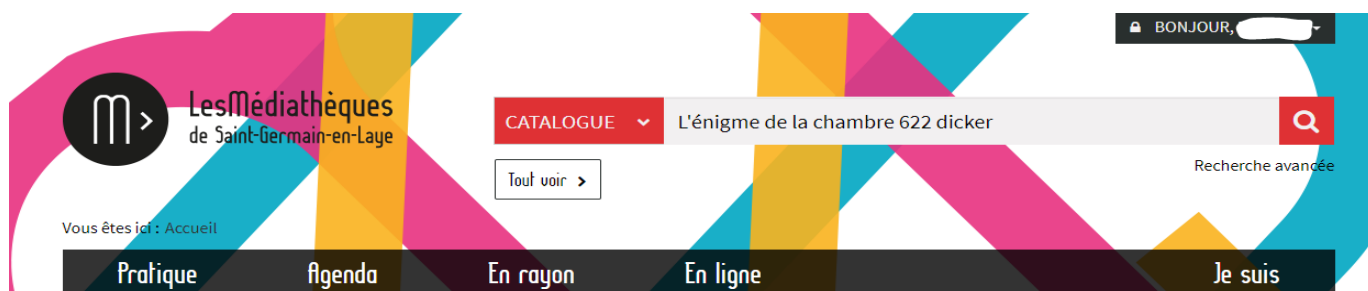 BONJOUR,
LesMédiathèques
de Saint-Germain-en-Laye
CATALOGUE L'énigme de la chambre 622 dicker
Tout voir >
Recherche avancée
Vous êtes ici : Accueil
Pratique Agenda En rayon En ligne Je suis